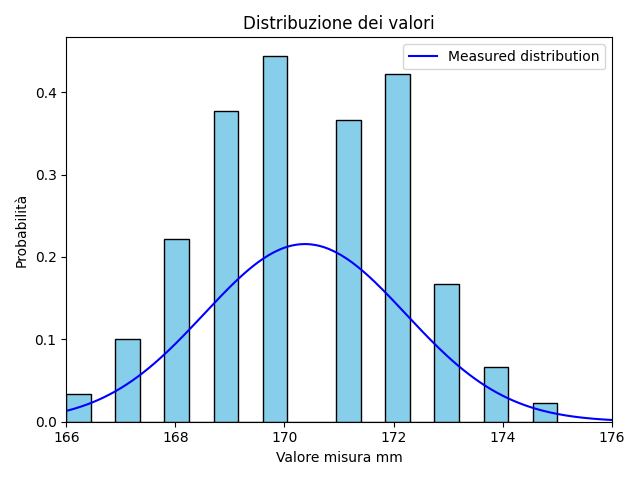 Distribuzione dei valori
Measured distribution
0.4
0.3
0.2
0.1
0.0
Probabilità
166 168 170 172 174 176
Valore misura mm